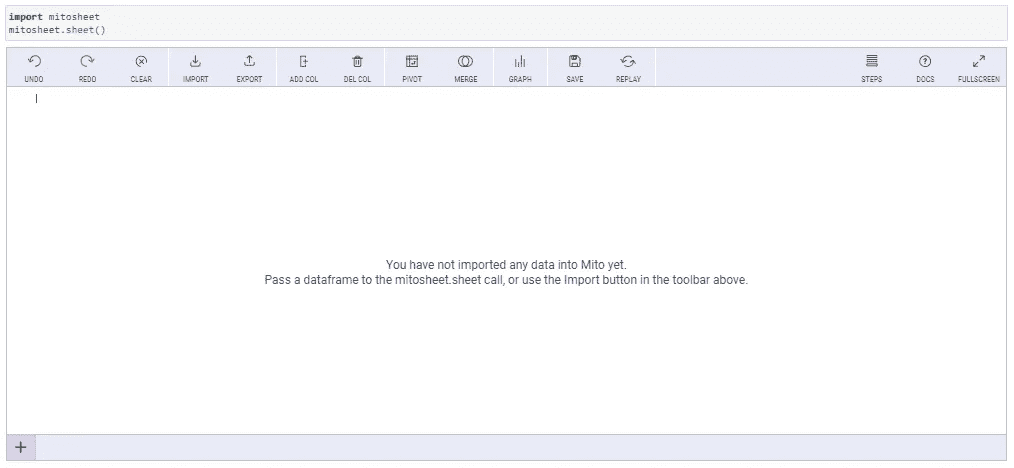 import mitosheet
mitosheet.sheet()
UNDO REDO CLEAR IMPORT EXPORT ADD COL DEL COL PIVOT MERGE GRAPH SAVE REPLAY STEPS DOCS FULLSCREEN
You have not imported any data into Mito yet.
Pass a dataframe to the mitosheet.sheet call, or use the Import button in the toolbar above.
+